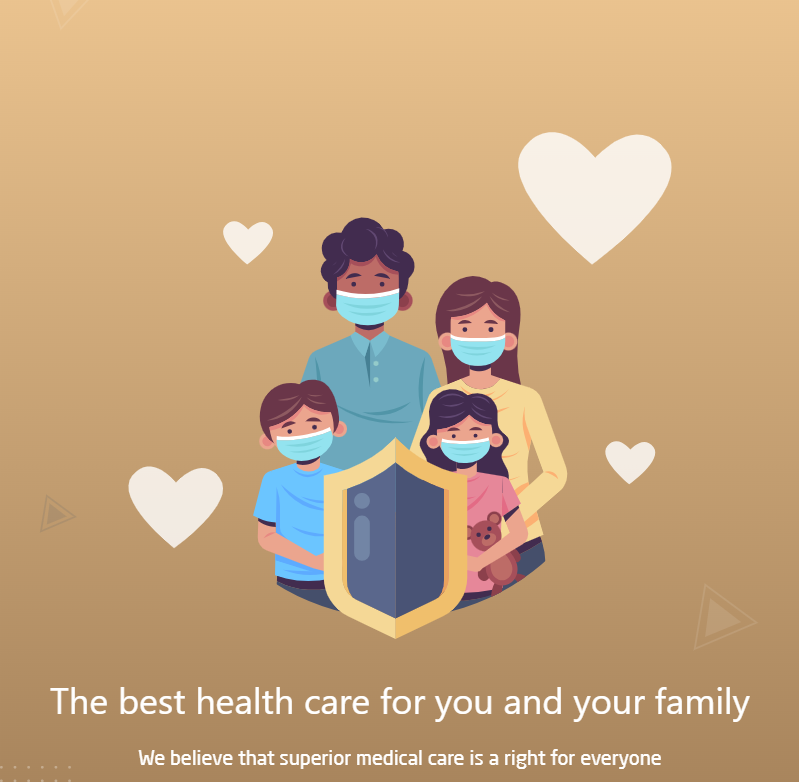 The best health care for you and your family
We believe that superior medical care is a right for everyone